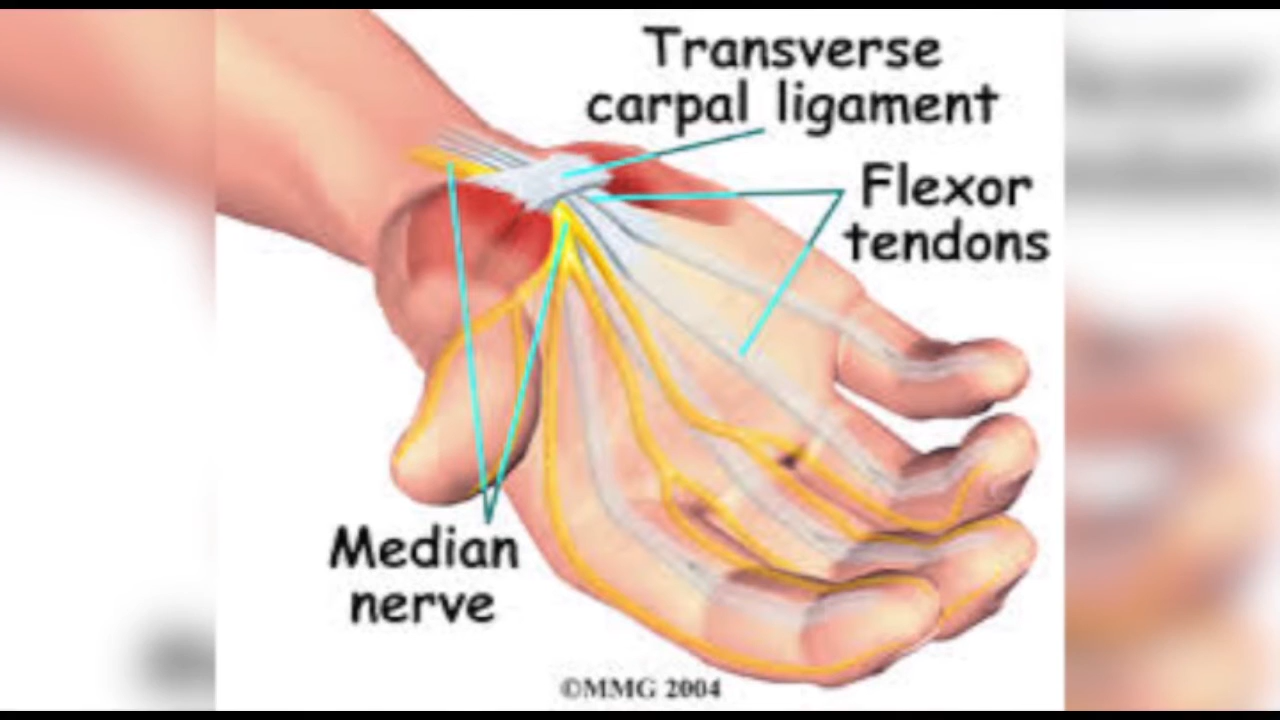 Transverse
carpal ligament
Flexor
tendons
Median
nerve
©MMG 2004